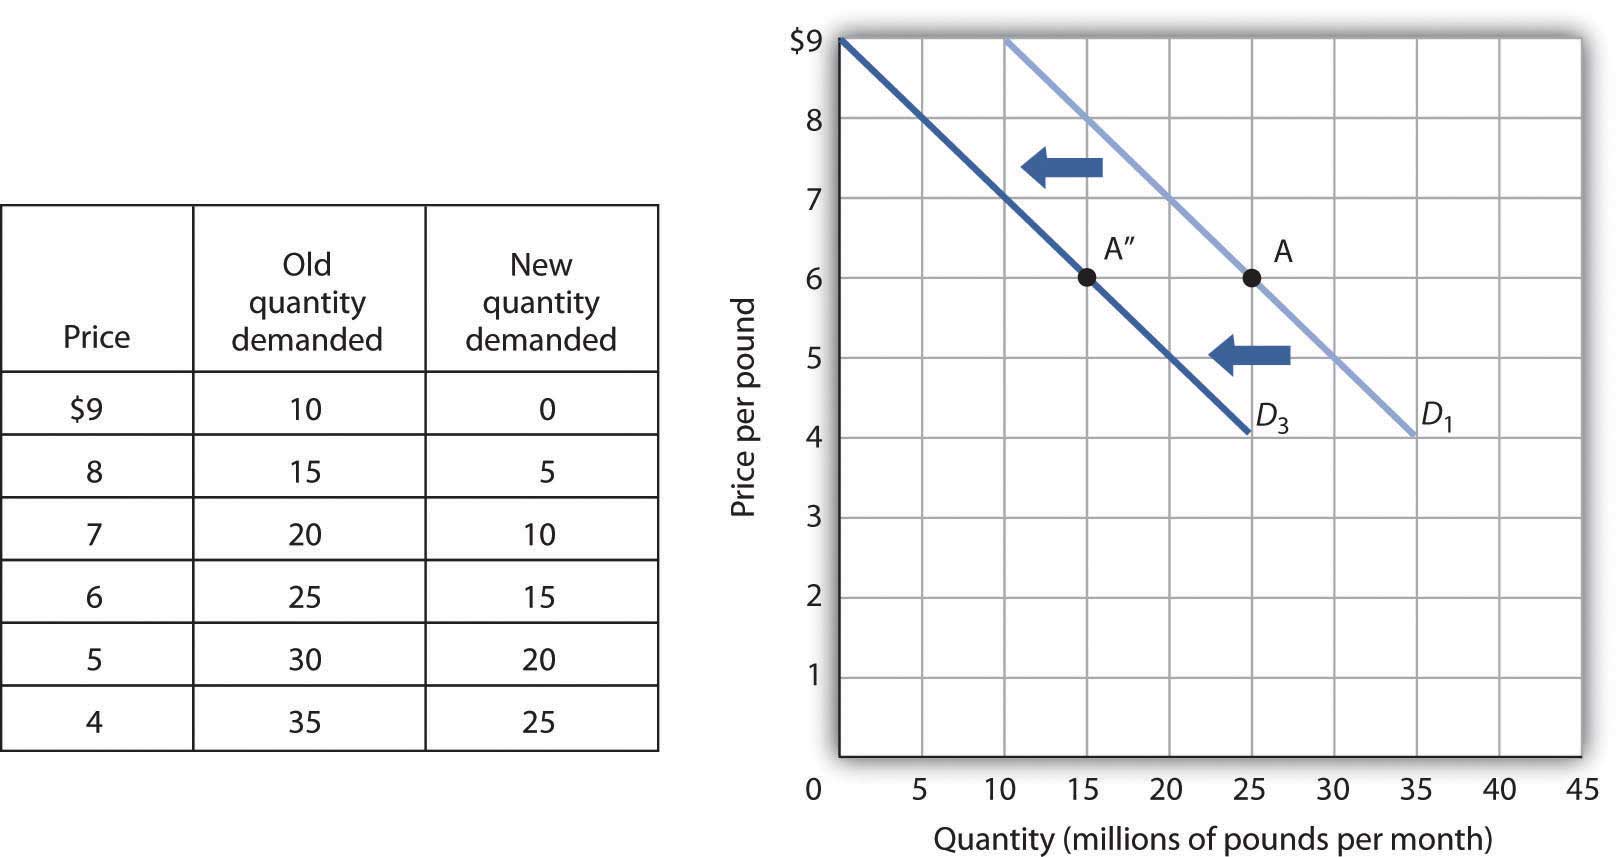 Price
Old
quantity
demanded
New
quantity
demanded
$9 10 0
8 15 5
7 20 10
6 25 15
5 30 20
4 35 25
Price per pound
$9
8
7
6
5
4
3
2
1
A″
A
D3
D1
0 5 10 15 20 25 30 35 40 45
Quantity (millions of pounds per month)